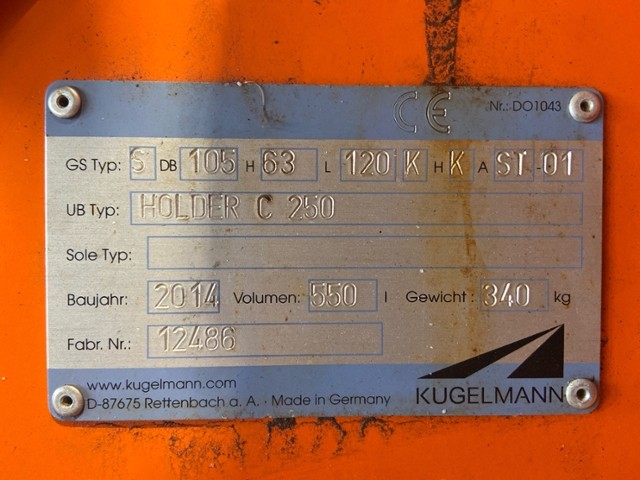 CE Nr.: DO1043
GS Typ: S DB 105 H 63 L 120 K H K A ST -01
UB Typ: HOLDER C 250
Sole Typ:
Baujahr: 2014 Volumen: 550 l Gewicht: 340 kg
Fabr. Nr.: 12486
www.kugelmann.com
D-87675 Rettenbach a. A. · Made in Germany
KUGELMANN